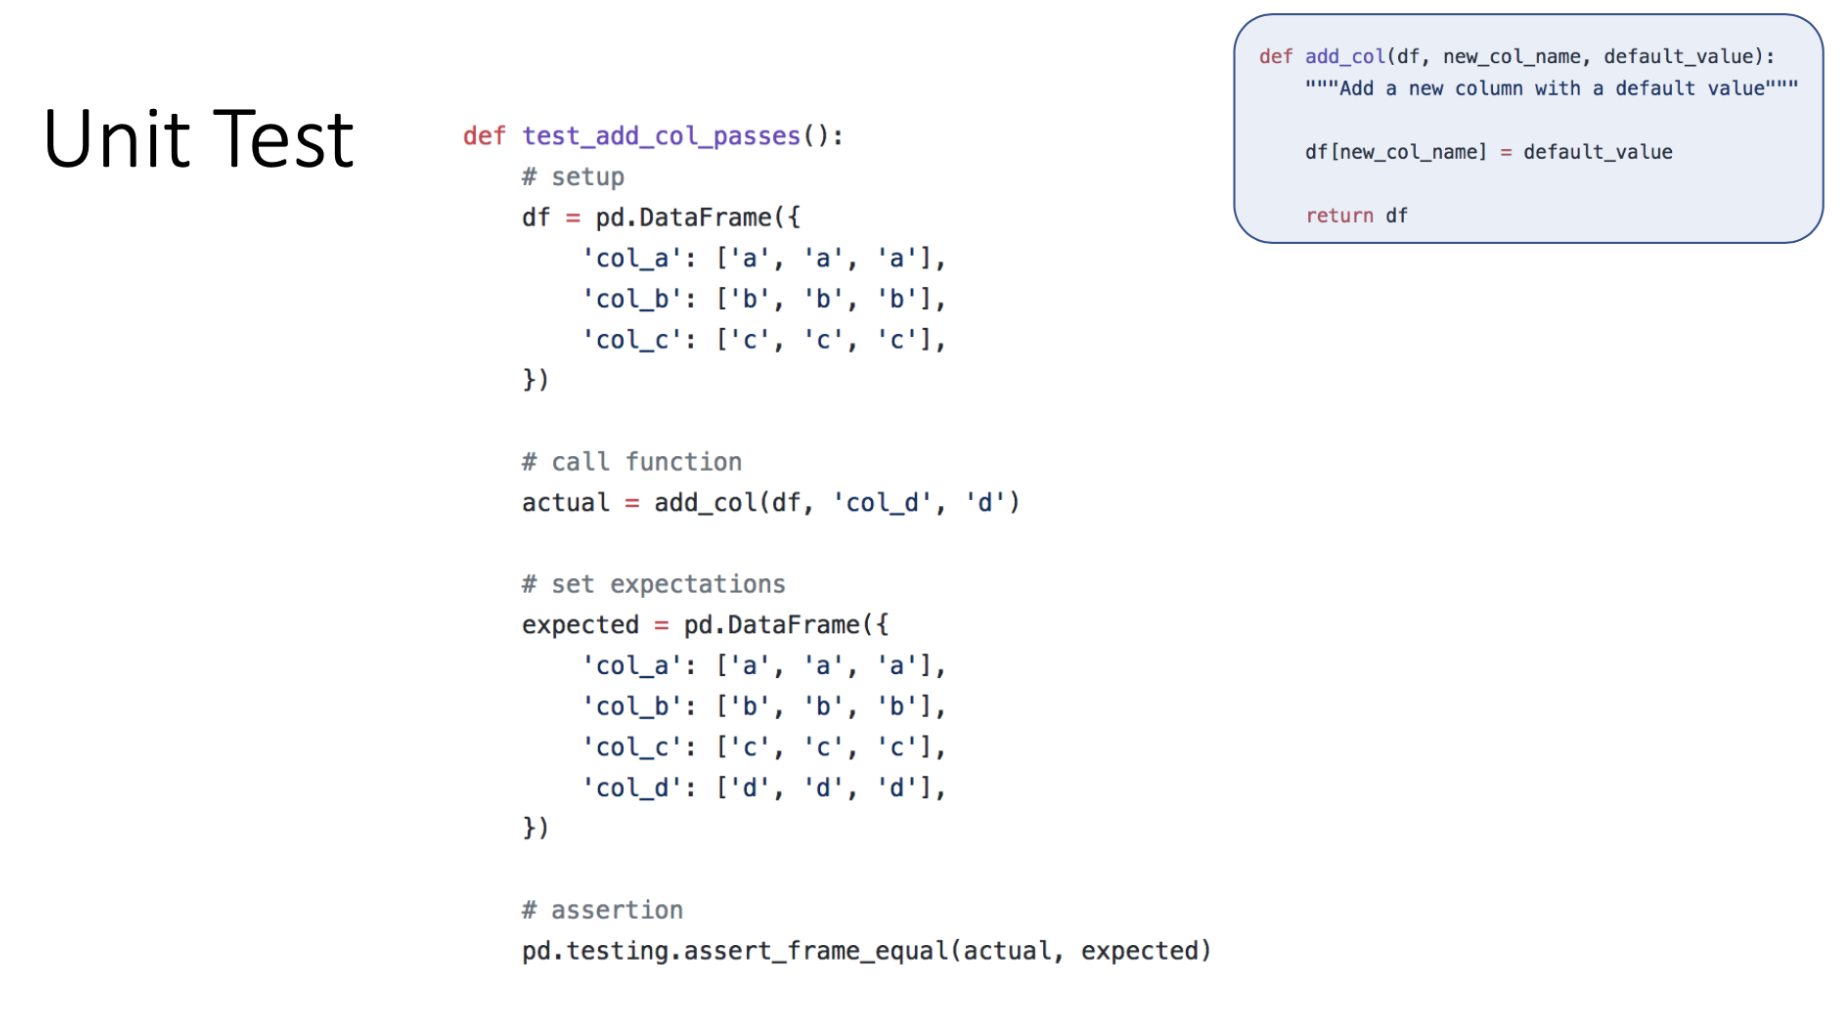 Unit Test
def test_add_col_passes():
    # setup
    df = pd.DataFrame({
        'col_a': ['a', 'a', 'a'],
        'col_b': ['b', 'b', 'b'],
        'col_c': ['c', 'c', 'c'],
    })
    # call function
    actual = add_col(df, 'col_d', 'd')
    # set expectations
    expected = pd.DataFrame({
        'col_a': ['a', 'a', 'a'],
        'col_b': ['b', 'b', 'b'],
        'col_c': ['c', 'c', 'c'],
        'col_d': ['d', 'd', 'd'],
    })
    # assertion
    pd.testing.assert_frame_equal(actual, expected)
def add_col(df, new_col_name, default_value):
    """Add a new column with a default value"""
    df[new_col_name] = default_value
    return df